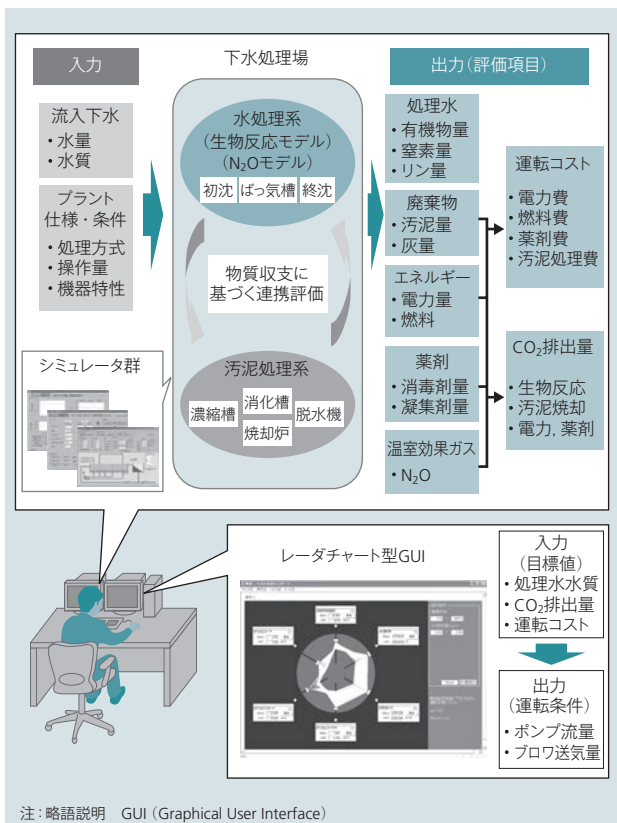 入力
流入下水
・水量
・水質
プラント
仕様・条件
・処理方式
・操作量
・機器特性
シミュレータ群
下水処理場
水処理系
(生物反応モデル)
(N₂Oモデル)
初沈
ばっ気槽
終沈
物質収支に
基づく連携評価
汚泥処理系
濃縮槽
消化槽
脱水機
焼却炉
出力(評価項目)
処理水
・有機物量
・窒素量
・リン量
廃棄物
・汚泥量
・灰量
エネルギー
・電力量
・燃料
薬剤
・消毒剤量
・凝集剤量
温室効果ガス
・N₂O
運転コスト
・電力費
・燃料費
・薬剤費
・汚泥処理費
CO₂排出量
・生物反応
・汚泥焼却
・電力, 薬剤
レーダチャート型GUI
入力
(目標値)
・処理水水質
・CO₂排出量
・運転コスト
出力
(運転条件)
・ポンプ流量
・ブロワ送気量
注:略語説明 GUI(Graphical User Interface)